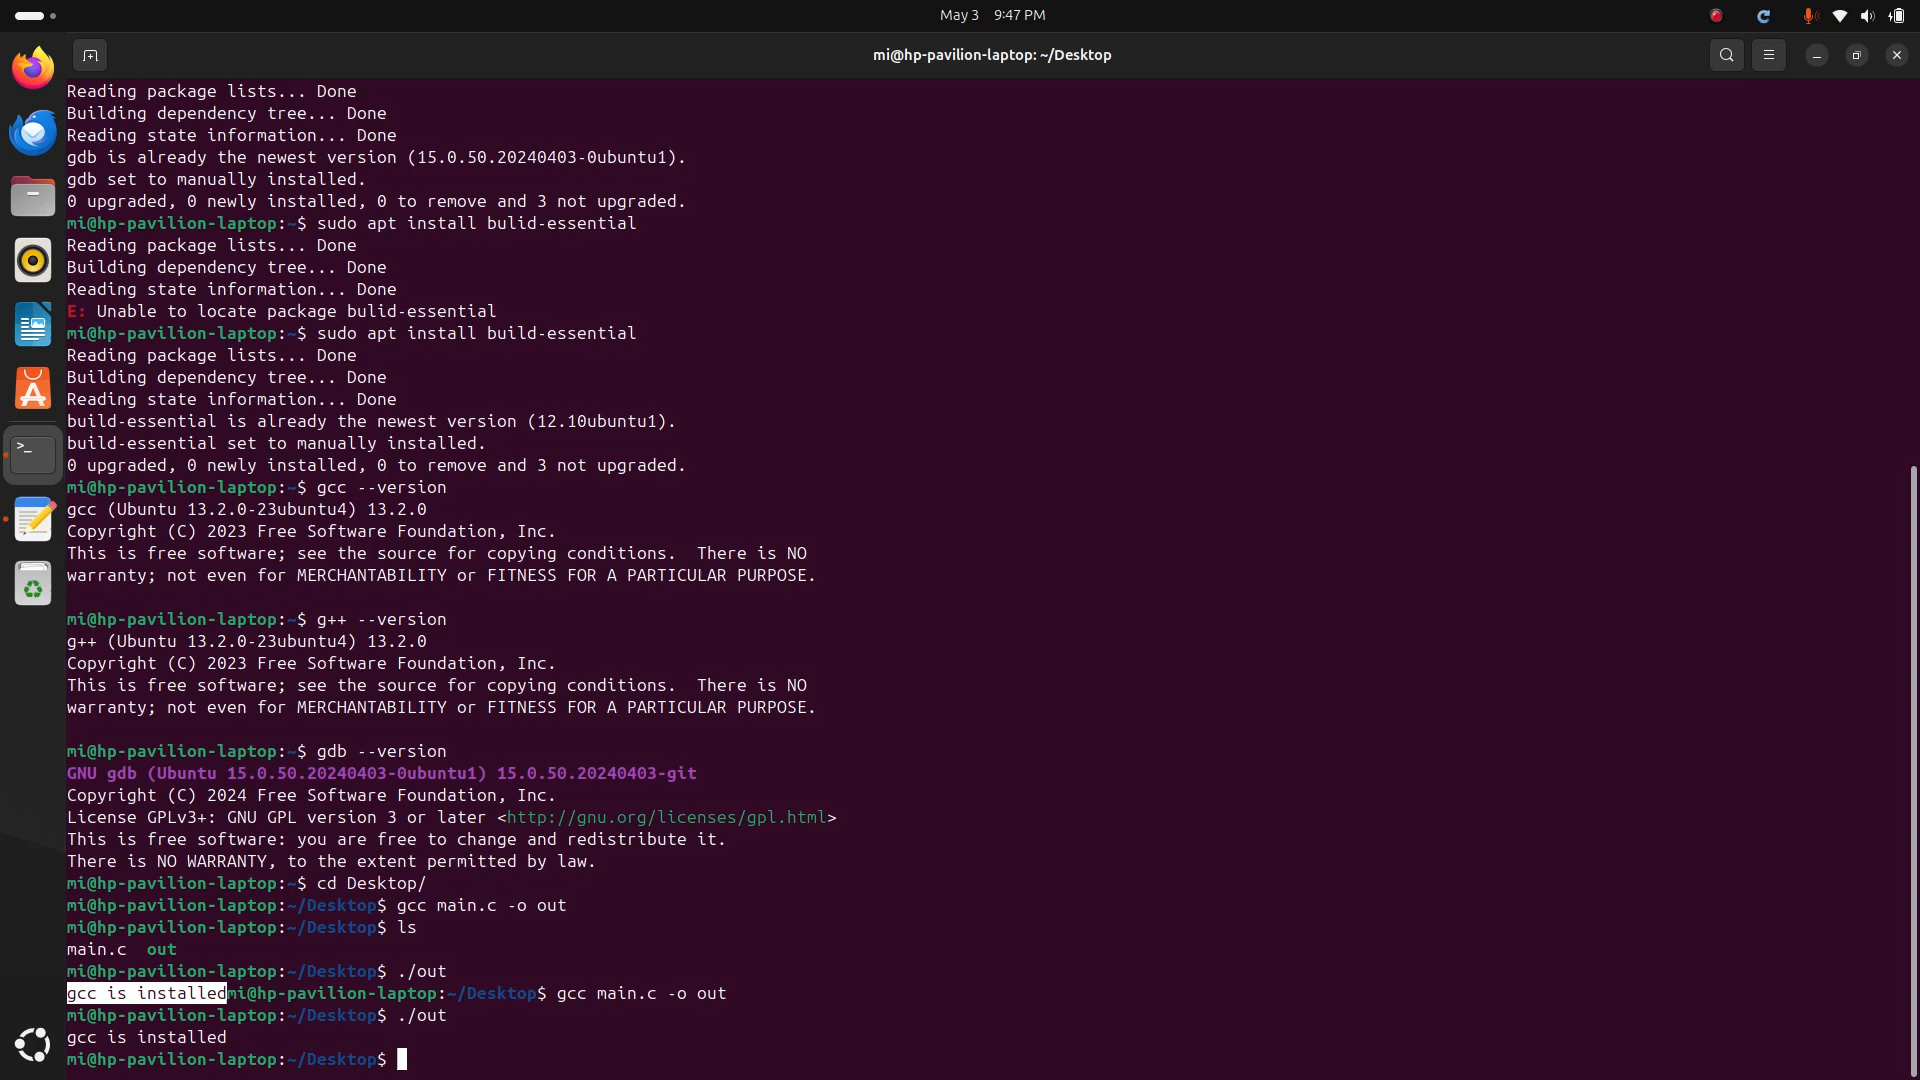 May 3 9:47 PM
mi@hp-pavilion-laptop: ~/Desktop
Reading package lists... Done
Building dependency tree... Done
Reading state information... Done
gdb is already the newest version (15.0.50.20240403-0ubuntu1).
gdb set to manually installed.
0 upgraded, 0 newly installed, 0 to remove and 3 not upgraded.
mi@hp-pavilion-laptop:~$ sudo apt install bulid-essential
Reading package lists... Done
Building dependency tree... Done
Reading state information... Done
E: Unable to locate package bulid-essential
mi@hp-pavilion-laptop:~$ sudo apt install build-essential
Reading package lists... Done
Building dependency tree... Done
Reading state information... Done
build-essential is already the newest version (12.10ubuntu1).
build-essential set to manually installed.
0 upgraded, 0 newly installed, 0 to remove and 3 not upgraded.
mi@hp-pavilion-laptop:~$ gcc --version
gcc (Ubuntu 13.2.0-23ubuntu4) 13.2.0
Copyright (C) 2023 Free Software Foundation, Inc.
This is free software; see the source for copying conditions.  There is NO
warranty; not even for MERCHANTABILITY or FITNESS FOR A PARTICULAR PURPOSE.
mi@hp-pavilion-laptop:~$ g++ --version
g++ (Ubuntu 13.2.0-23ubuntu4) 13.2.0
Copyright (C) 2023 Free Software Foundation, Inc.
This is free software; see the source for copying conditions.  There is NO
warranty; not even for MERCHANTABILITY or FITNESS FOR A PARTICULAR PURPOSE.
mi@hp-pavilion-laptop:~$ gdb --version
GNU gdb (Ubuntu 15.0.50.20240403-0ubuntu1) 15.0.50.20240403-git
Copyright (C) 2024 Free Software Foundation, Inc.
License GPLv3+: GNU GPL version 3 or later <http://gnu.org/licenses/gpl.html>
This is free software: you are free to change and redistribute it.
There is NO WARRANTY, to the extent permitted by law.
mi@hp-pavilion-laptop:~$ cd Desktop/
mi@hp-pavilion-laptop:~/Desktop$ gcc main.c -o out
mi@hp-pavilion-laptop:~/Desktop$ ls
main.c  out
mi@hp-pavilion-laptop:~/Desktop$ ./out
gcc is installedmi@hp-pavilion-laptop:~/Desktop$ gcc main.c -o out
mi@hp-pavilion-laptop:~/Desktop$ ./out
gcc is installed
mi@hp-pavilion-laptop:~/Desktop$